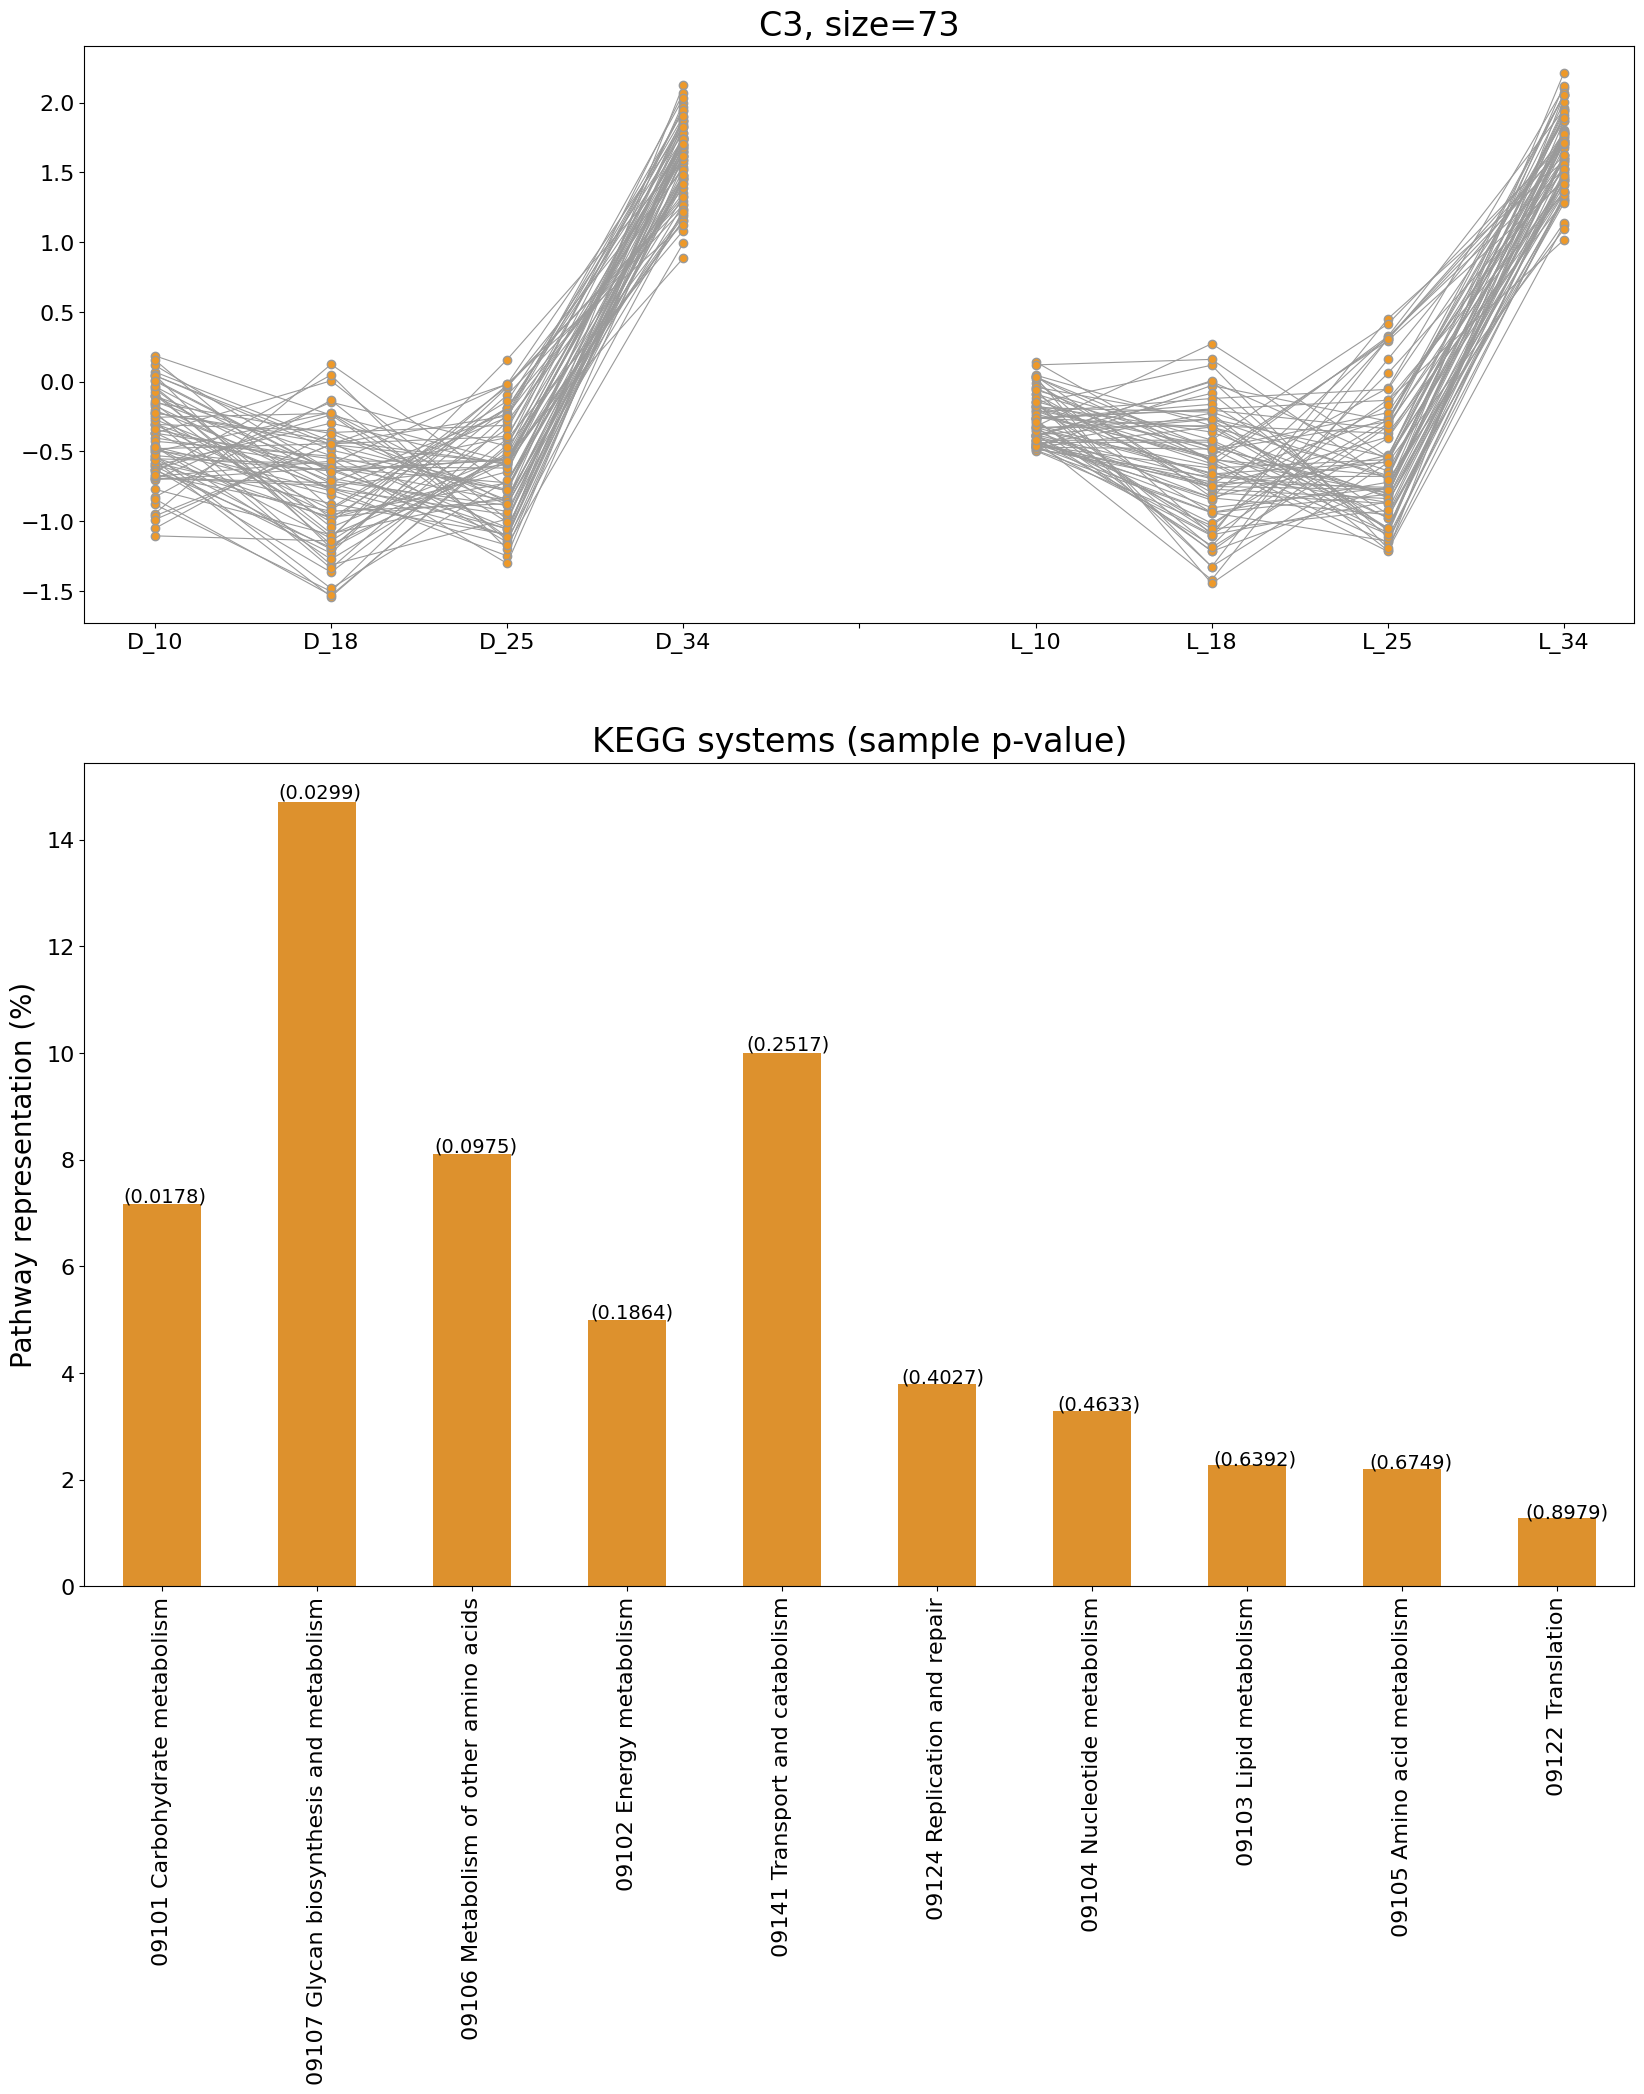 C3, size=73
2.0
1.5
1.0
0.5
0.0
−0.5
−1.0
−1.5
D_10 D_18 D_25 D_34 L_10 L_18 L_25 L_34
KEGG systems (sample p-value)
Pathway representation (%)
14
12
10
8
6
4
2
0
(0.0178)
(0.0299)
(0.0975)
(0.1864)
(0.2517)
(0.4027)
(0.4633)
(0.6392)
(0.6749)
(0.8979)
09101 Carbohydrate metabolism
09107 Glycan biosynthesis and metabolism
09106 Metabolism of other amino acids
09102 Energy metabolism
09141 Transport and catabolism
09124 Replication and repair
09104 Nucleotide metabolism
09103 Lipid metabolism
09105 Amino acid metabolism
09122 Translation